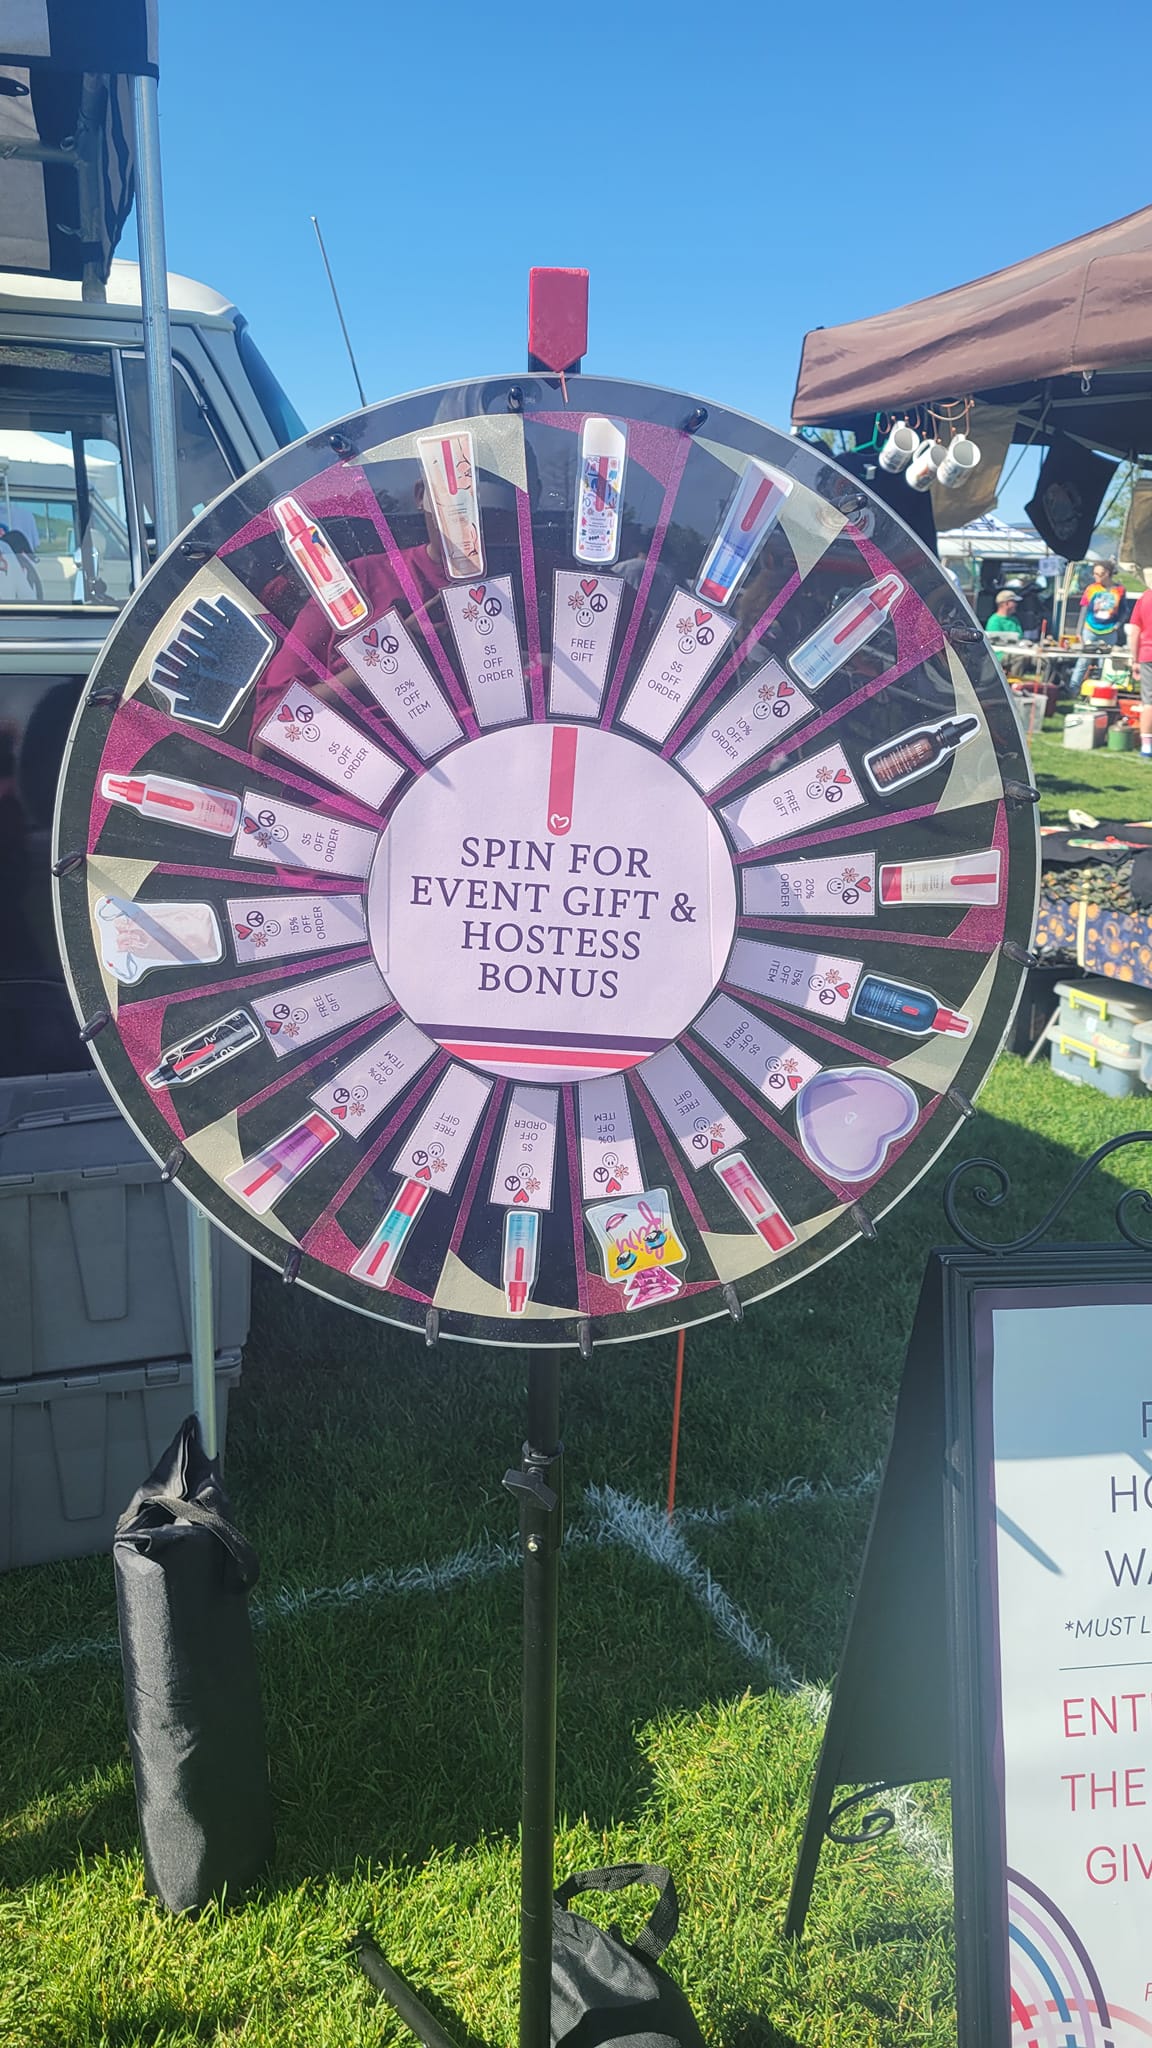 SPIN FOR
EVENT GIFT &
HOSTESS
BONUS
FREE
GIFT
$5
OFF
ORDER
10%
OFF
ORDER
FREE
GIFT
20%
OFF
ORDER
15%
OFF
ITEM
$5
OFF
ORDER
FREE
GIFT
10%
OFF
ITEM
$5
OFF
ORDER
FREE
GIFT
20%
OFF
ITEM
FREE
GIFT
15%
OFF
ORDER
$5
OFF
ORDER
$5
OFF
ORDER
25%
OFF
ITEM
$5
OFF
ORDER
*MUST L
ENT
THE
GIV